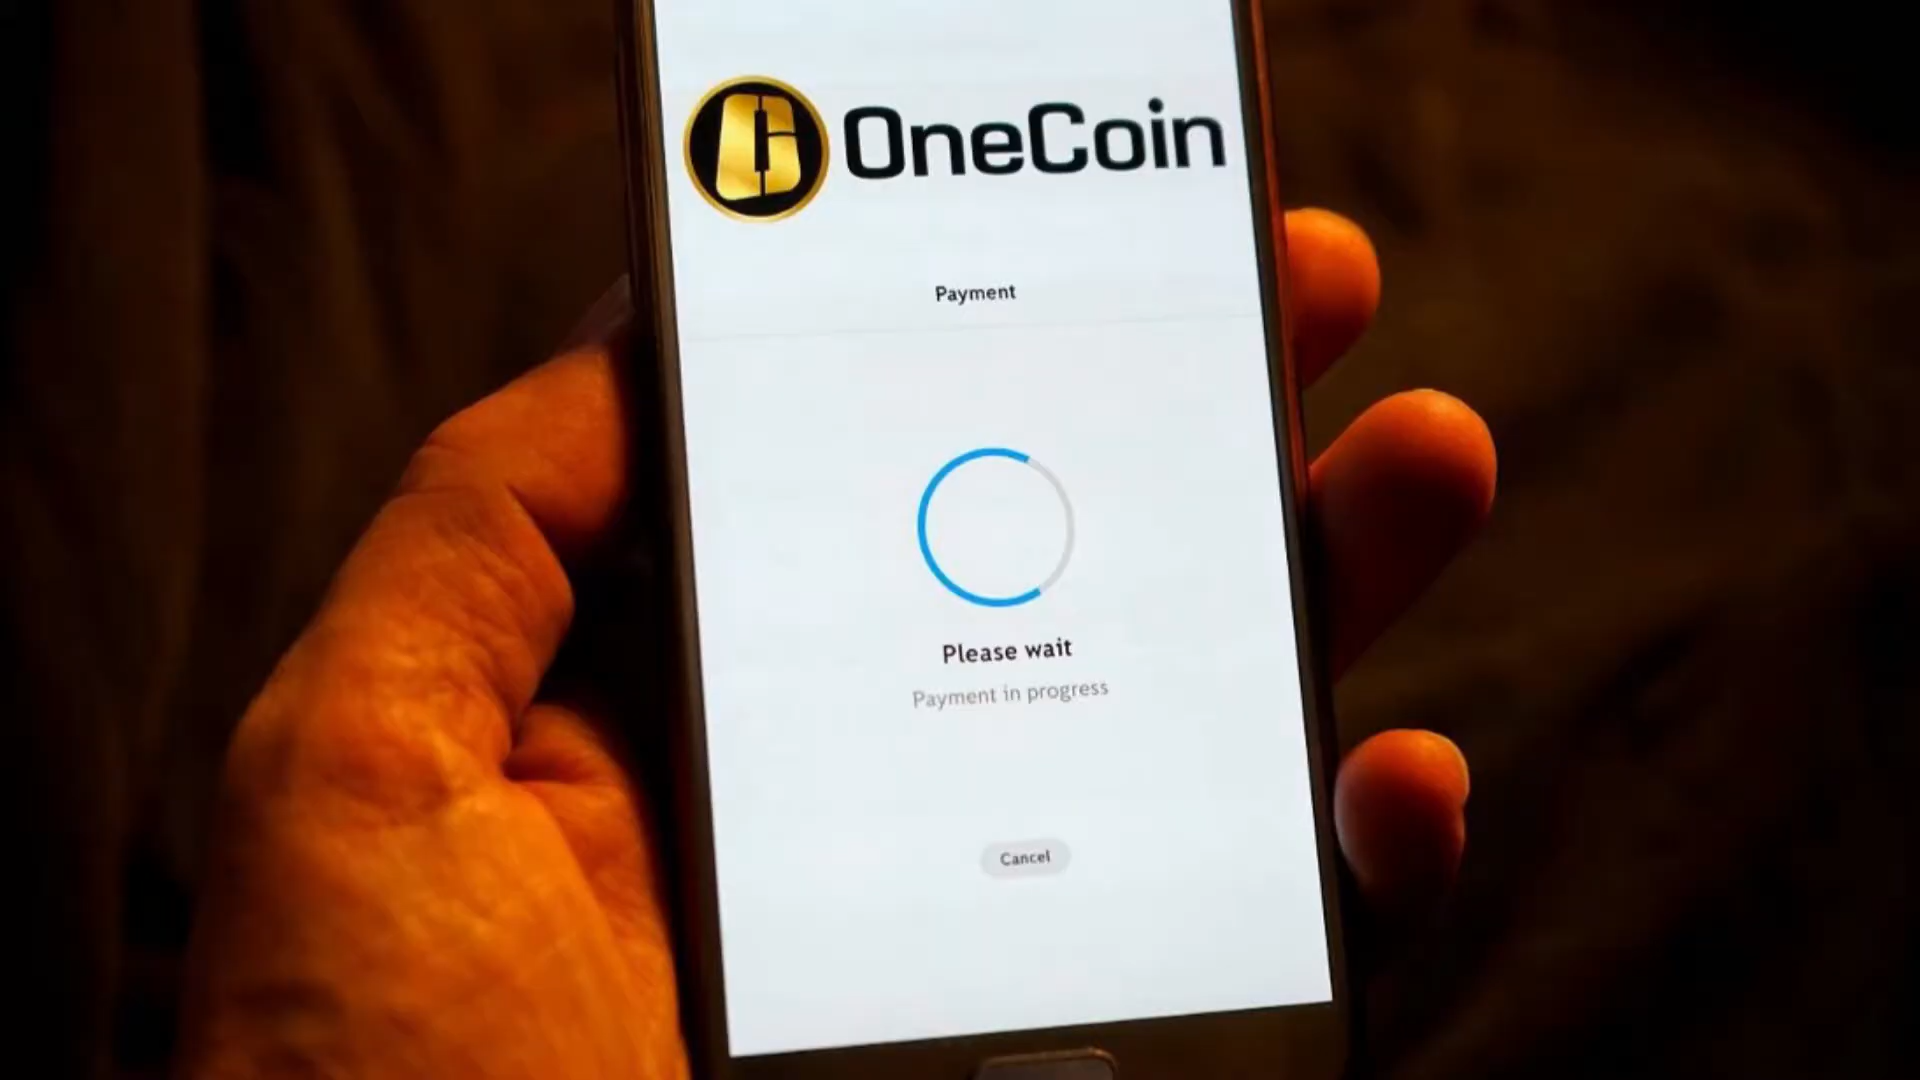 OneCoin
Payment
Please wait
Payment in progress
Cancel